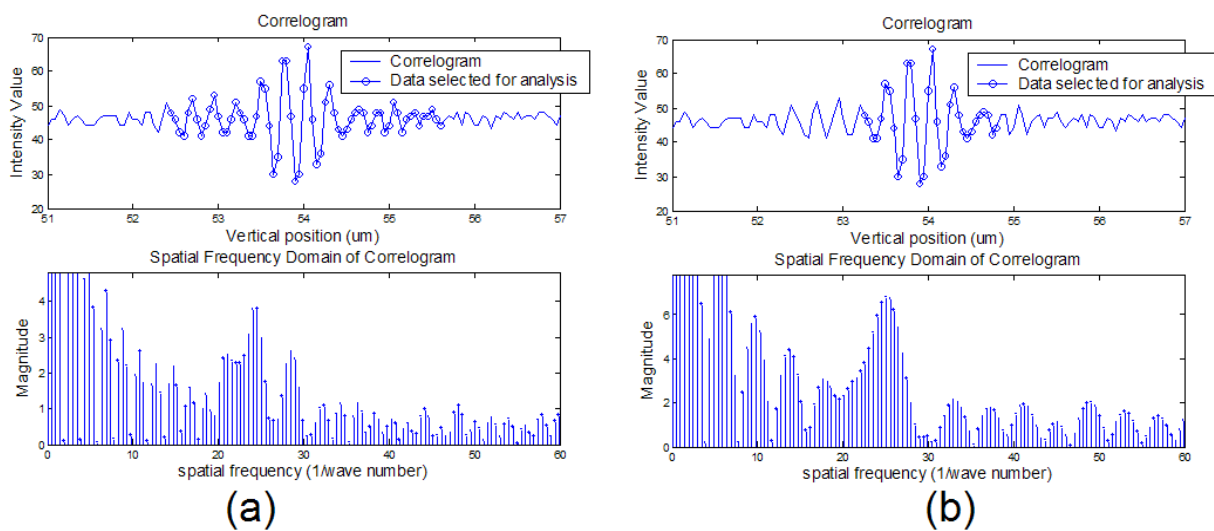 Correlogram
70
60
50
40
30
20
Intensity Value
Correlogram
Data selected for analysis
51 52 53 54 55 56 57
Vertical position (um)
Spatial Frequency Domain of Correlogram
4
3
2
1
0
Magnitude
0 10 20 30 40 50 60
spatial frequency (1/wave number)
(a)
Correlogram
70
60
50
40
30
20
Intensity Value
Correlogram
Data selected for analysis
51 52 53 54 55 56 57
Vertical position (um)
Spatial Frequency Domain of Correlogram
6
4
2
0
Magnitude
0 10 20 30 40 50 60
spatial frequency (1/wave number)
(b)